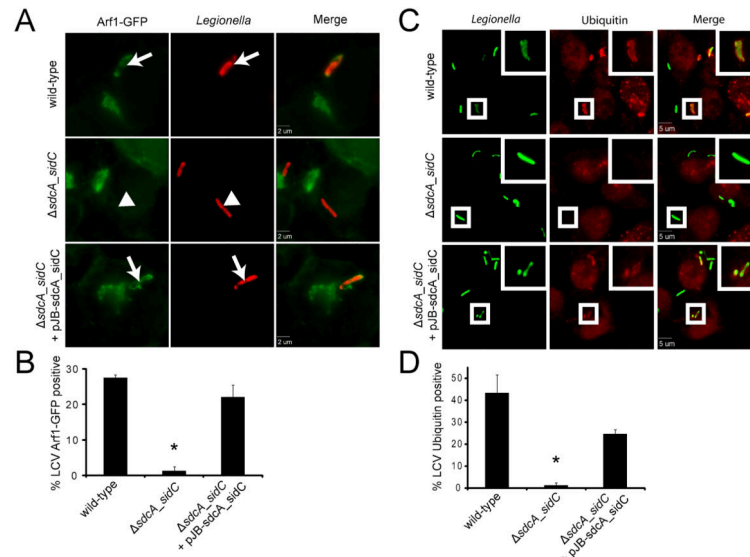 A
Arf1-GFP
Legionella
Merge
wild-type
2 um
ΔsdcA_sidC
2 um
ΔsdcA_sidC
+ pJB-sdcA_sidC
2 um
B
% LCV Arf1-GFP positive
30
20
10
0
*
wild-type
ΔsdcA_sidC
ΔsdcA_sidC
+ pJB-sdcA_sidC
C
Legionella
Ubiquitin
Merge
wild-type
5 um
ΔsdcA_sidC
5 um
ΔsdcA_sidC
+ pJB-sdcA_sidC
5 um
D
% LCV Ubiquitin positive
50
40
30
20
10
0
*
wild-type
ΔsdcA_sidC
ΔsdcA_sidC
pJB-sdcA_sidC